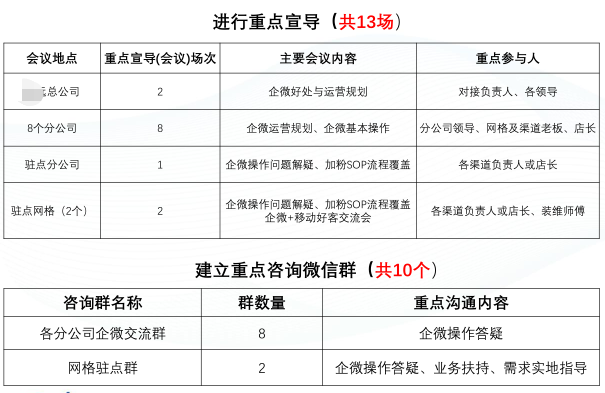 进行重点宣导（共13场）
会议地点 重点宣导(会议)场次 主要会议内容 重点参与人
总公司 2 企微好处与运营规划 对接负责人、各领导
8个分公司 8 企微运营规划、企微基本操作 分公司领导、网格及渠道老板、店长
驻点分公司 1 企微操作问题解疑、加粉SOP流程覆盖 各渠道负责人或店长
驻点网格（2个） 2 企微操作问题解疑、加粉SOP流程覆盖 各渠道负责人或店长、装维师傅
企微+移动好客交流会
建立重点咨询微信群（共10个）
咨询群名称 群数量 重点沟通内容
各分公司企微交流群 8 企微操作答疑
网格驻点群 2 企微操作答疑、业务扶持、需求实地指导